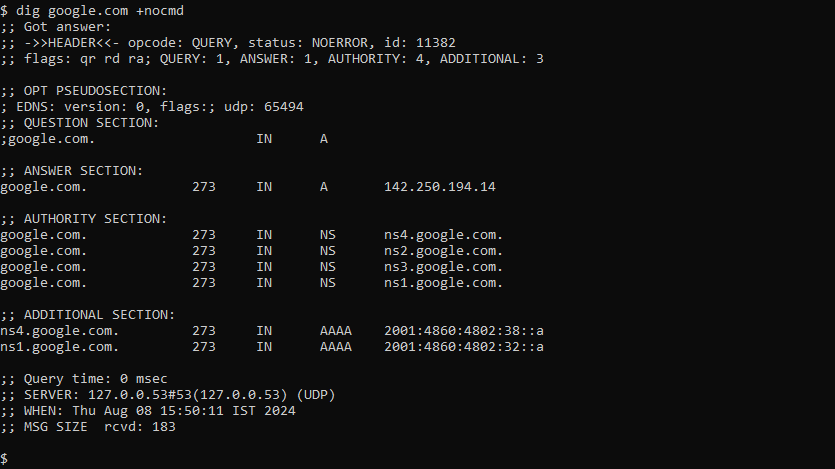 $ dig google.com +nocmd
;; Got answer:
;; ->>HEADER<<- opcode: QUERY, status: NOERROR, id: 11382
;; flags: qr rd ra; QUERY: 1, ANSWER: 1, AUTHORITY: 4, ADDITIONAL: 3

;; OPT PSEUDOSECTION:
; EDNS: version: 0, flags:; udp: 65494
;; QUESTION SECTION:
;google.com.                    IN      A

;; ANSWER SECTION:
google.com.             273     IN      A       142.250.194.14

;; AUTHORITY SECTION:
google.com.             273     IN      NS      ns4.google.com.
google.com.             273     IN      NS      ns2.google.com.
google.com.             273     IN      NS      ns3.google.com.
google.com.             273     IN      NS      ns1.google.com.

;; ADDITIONAL SECTION:
ns4.google.com.         273     IN      AAAA    2001:4860:4802:38::a
ns1.google.com.         273     IN      AAAA    2001:4860:4802:32::a

;; Query time: 0 msec
;; SERVER: 127.0.0.53#53(127.0.0.53) (UDP)
;; WHEN: Thu Aug 08 15:50:11 IST 2024
;; MSG SIZE  rcvd: 183

$